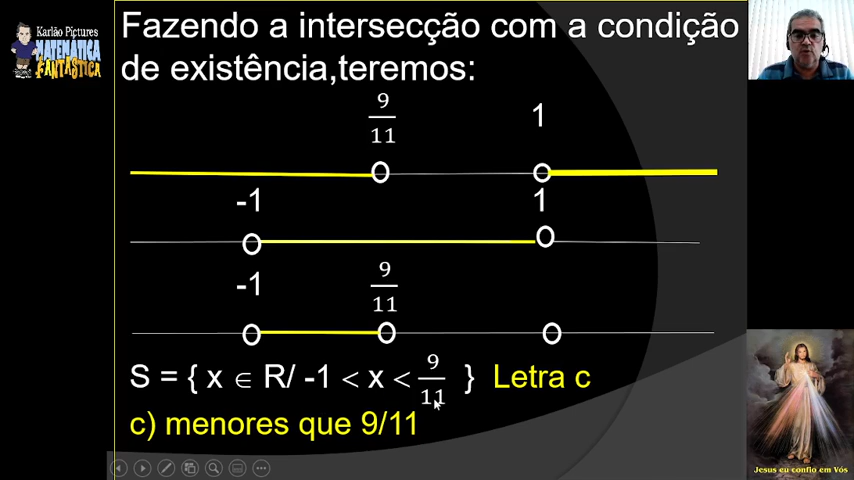 Karlão Pictures
MATEMÁTICA
FANTÁSTICA
Fazendo a intersecção com a condição
de existência,teremos:
9/11 1
-1 1
-1 9/11
S = { x ∈ R/ -1 < x < 9/11 } Letra c
c) menores que 9/11
Jesus eu confio em Vós